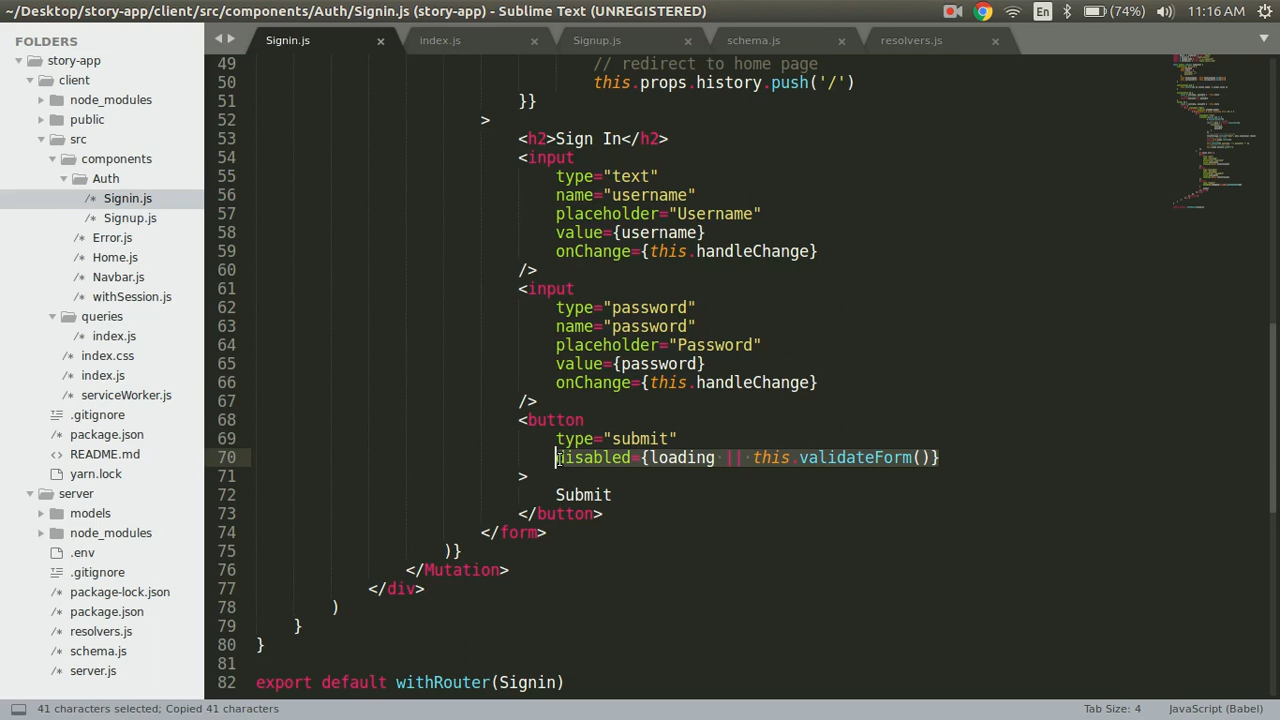 ~/Desktop/story-app/client/src/components/Auth/Signin.js (story-app) - Sublime Text (UNREGISTERED)
En
(74%)
11:16 AM
FOLDERS
story-app
client
node_modules
public
src
components
Auth
/* Signin.js
/* Signup.js
/* Error.js
/* Home.js
/* Navbar.js
/* withSession.js
queries
/* index.js
/* index.css
/* index.js
/* serviceWorker.js
.gitignore
/* package.json
<> README.md
yarn.lock
server
models
node_modules
.env
.gitignore
/* package-lock.json
/* package.json
/* resolvers.js
/* schema.js
/* server.js
Signin.js
index.js
Signup.js
schema.js
resolvers.js
49 // redirect to home page
50 this.props.history.push('/')
51 }}
52 >
53 <h2>Sign In</h2>
54 <input
55 type="text"
56 name="username"
57 placeholder="Username"
58 value={username}
59 onChange={this.handleChange}
60 />
61 <input
62 type="password"
63 name="password"
64 placeholder="Password"
65 value={password}
66 onChange={this.handleChange}
67 />
68 <button
69 type="submit"
70 disabled={loading || this.validateForm()}
71 >
72 Submit
73 </button>
74 </form>
75 )}
76 </Mutation>
77 </div>
78 )
79 }
80 }
81
82 export default withRouter(Signin)
41 characters selected; Copied 41 characters
Tab Size: 4
JavaScript (Babel)